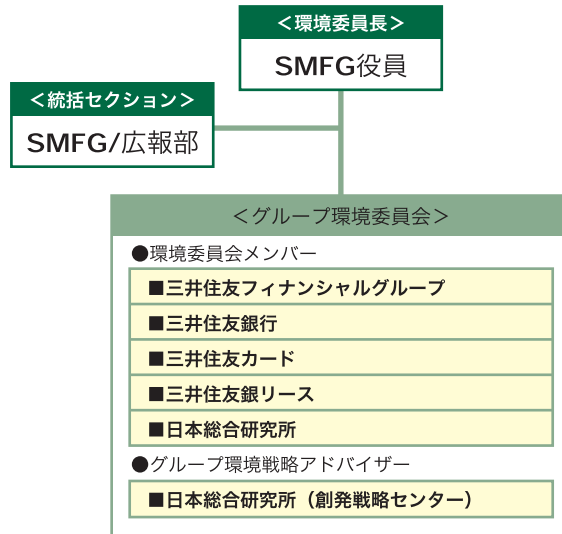 ＜環境委員長＞
SMFG役員
＜統括セクション＞
SMFG/広報部
＜グループ環境委員会＞
●環境委員会メンバー
■三井住友フィナンシャルグループ
■三井住友銀行
■三井住友カード
■三井住友銀リース
■日本総合研究所
●グループ環境戦略アドバイザー
■日本総合研究所（創発戦略センター）